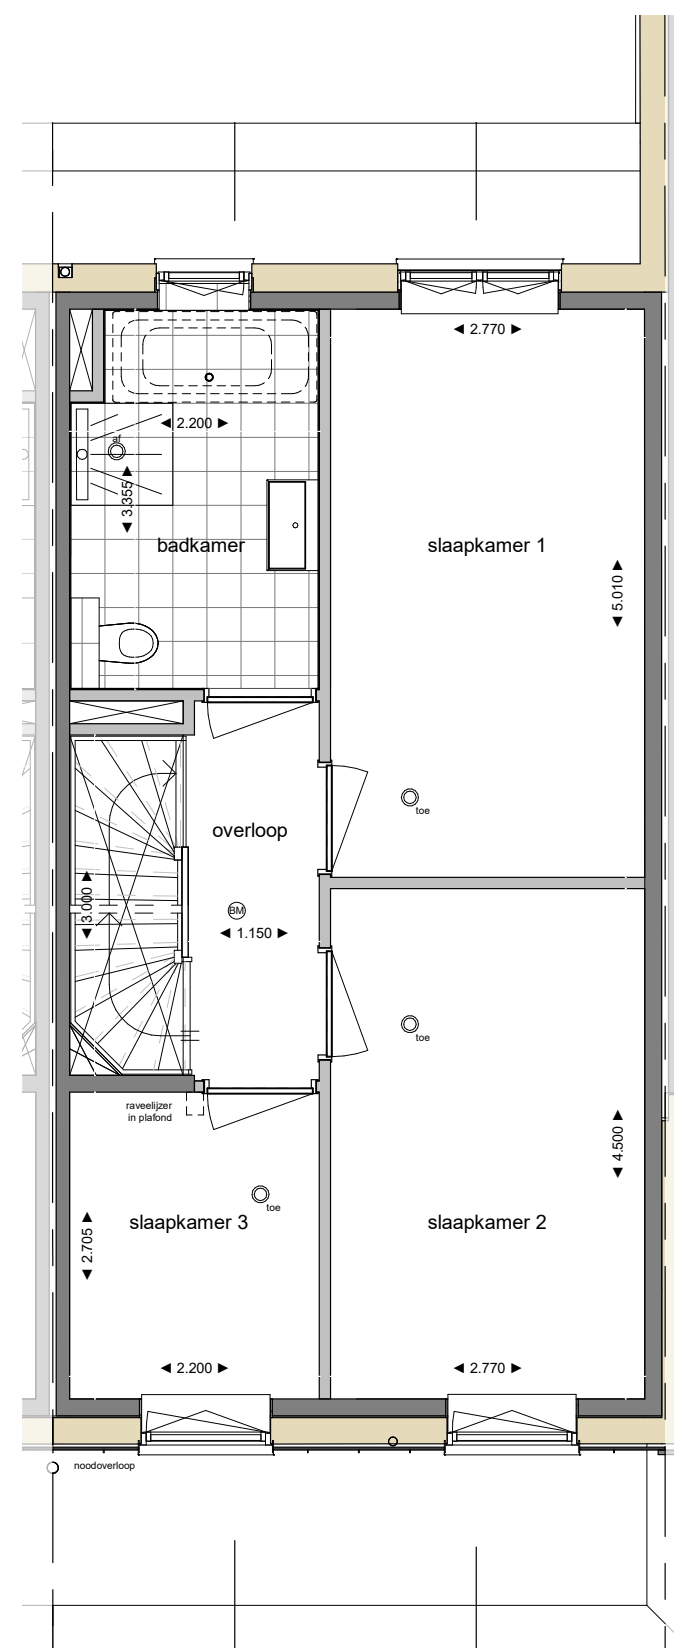 ◄ 2.770 ►
◄ 2.200 ►
af
◄ 3.355 ►
badkamer
slaapkamer 1
◄ 5.010 ►
toe
overloop
◄ 3.000 ►
BM
◄ 1.150 ►
toe
raveelijzer
in plafond
◄ 4.500 ►
toe
slaapkamer 3
slaapkamer 2
◄ 2.705 ►
◄ 2.200 ►
◄ 2.770 ►
noodoverloop